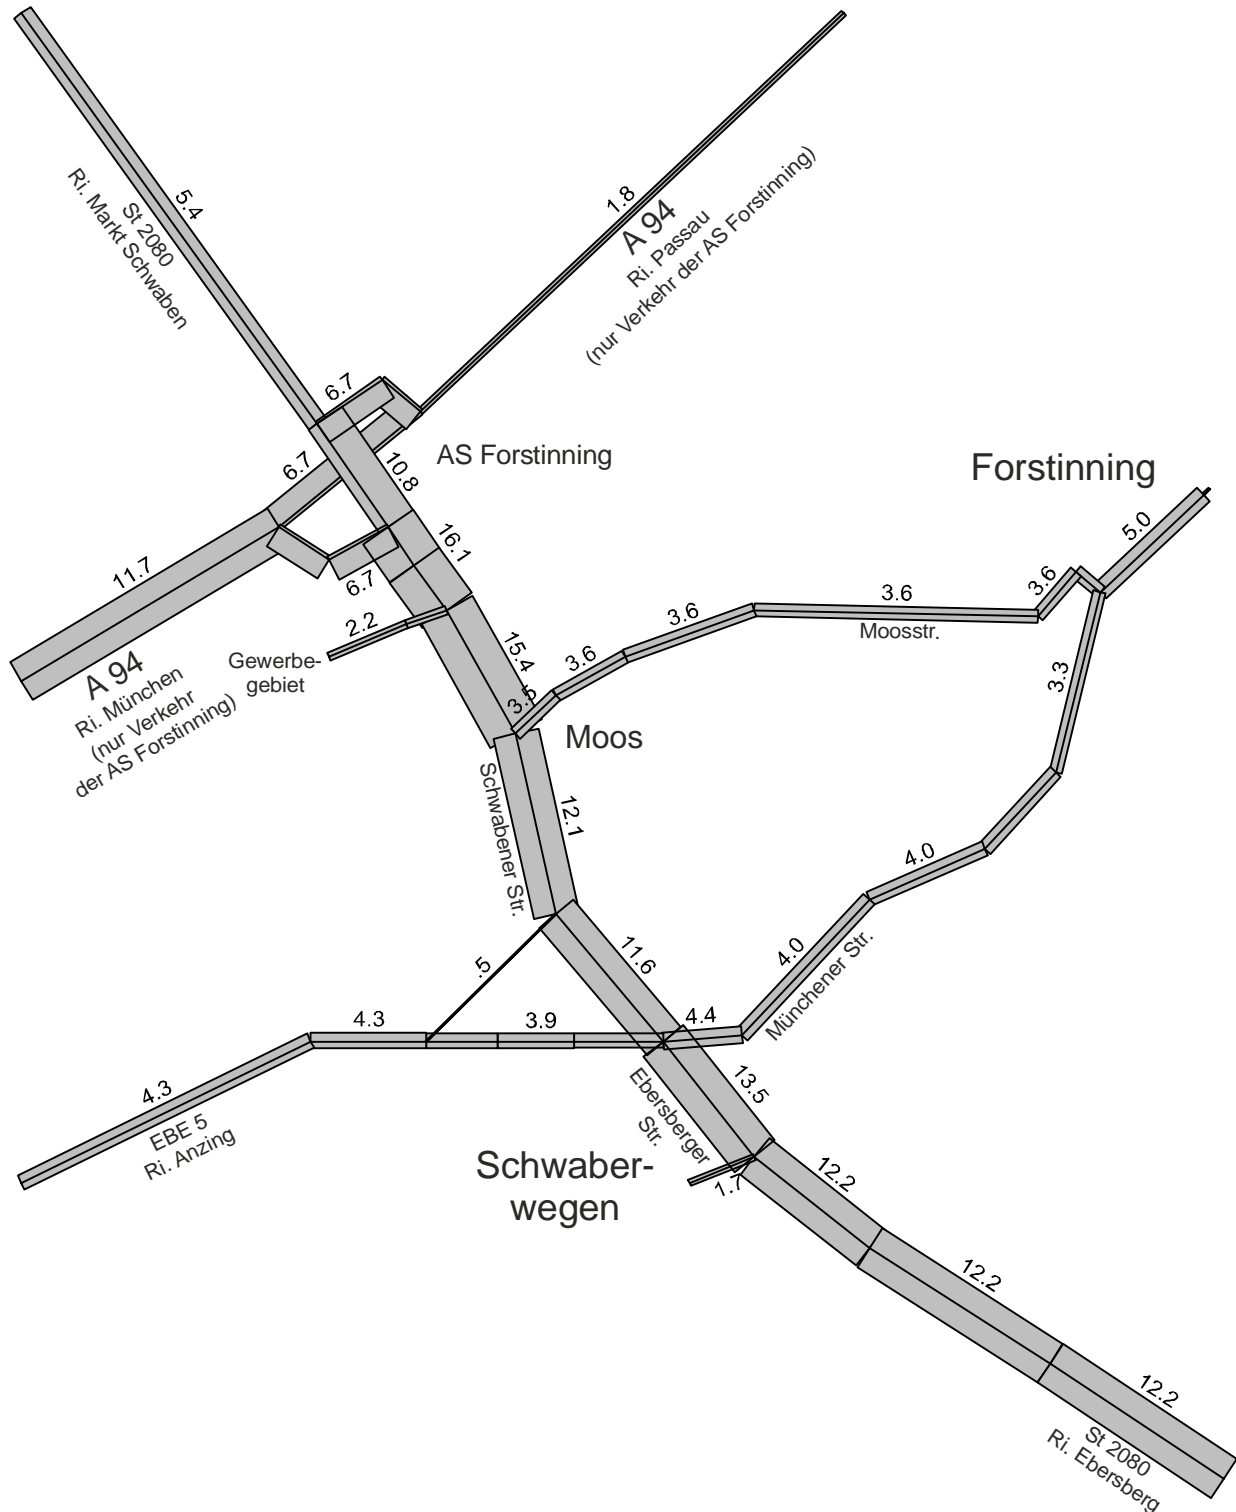 5.4
St 2080
Ri. Markt Schwaben
1.8
A 94
Ri. Passau
(nur Verkehr der AS Forstinning)
6.7
AS Forstinning
6.7
10.8
Forstinning
5.0
16.1
11.7
6.7
3.6
3.6
Moosstr.
3.6
2.2
Gewerbe-
gebiet
15.4
3.6
3.5
3.3
A 94
Ri. München
(nur Verkehr
der AS Forstinning)
Moos
Schwabener Str.
12.1
4.0
11.6
4.0
Münchener Str.
.5
4.3
3.9
4.4
4.3
EBE 5
Ri. Anzing
13.5
Ebersberger
Str.
Schwaber-
wegen
1.7
12.2
12.2
12.2
St 2080
Ri. Ebersberg